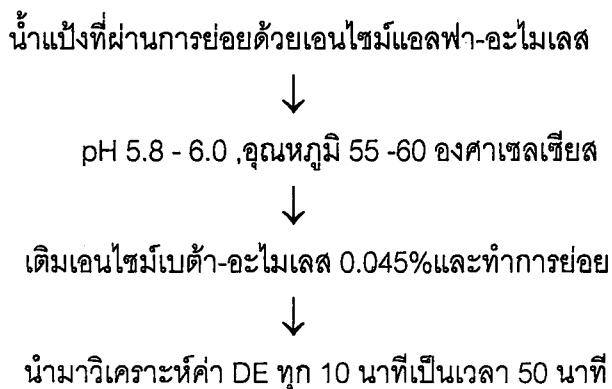 น้ำแป้งที่ผ่านการย่อยด้วยเอนไซม์แอลฟา-อะไมเลส
↓
pH 5.8 - 6.0 ,อุณหภูมิ 55 -60 องศาเซลเซียส
↓
เติมเอนไซม์เบต้า-อะไมเลส 0.045%และทำการย่อย
↓
นำมาวิเคราะห์ค่า DE ทุก 10 นาทีเป็นเวลา 50 นาที